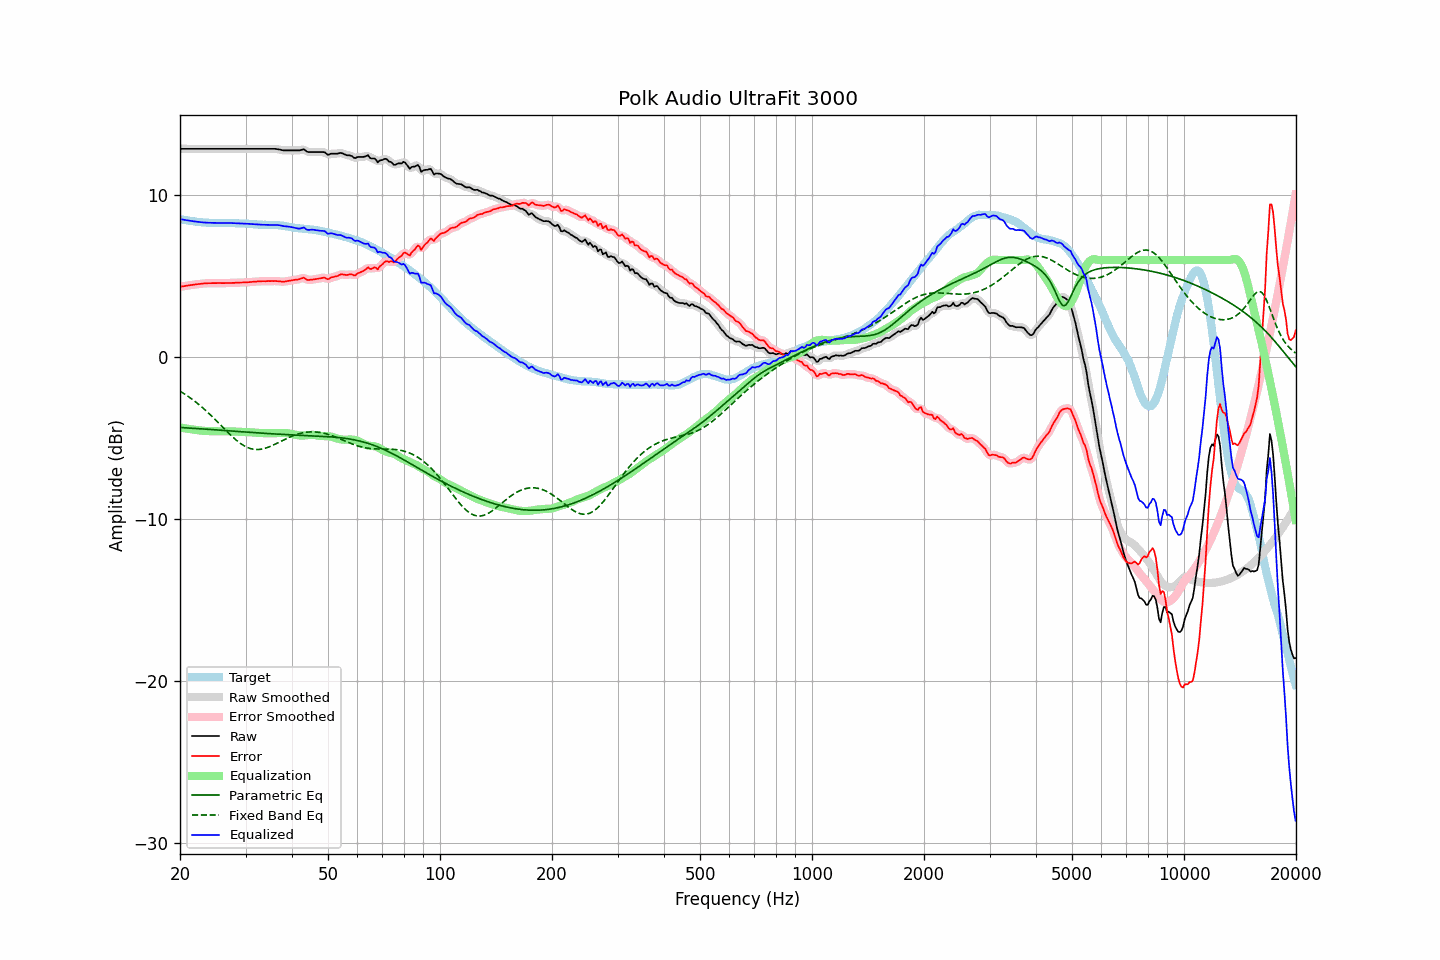 Polk Audio UltraFit 3000
Amplitude (dBr)
10
0
−10
−20
−30
Target
Raw Smoothed
Error Smoothed
Raw
Error
Equalization
Parametric Eq
Fixed Band Eq
Equalized
20 50 100 200 500 1000 2000 5000 10000 20000
Frequency (Hz)